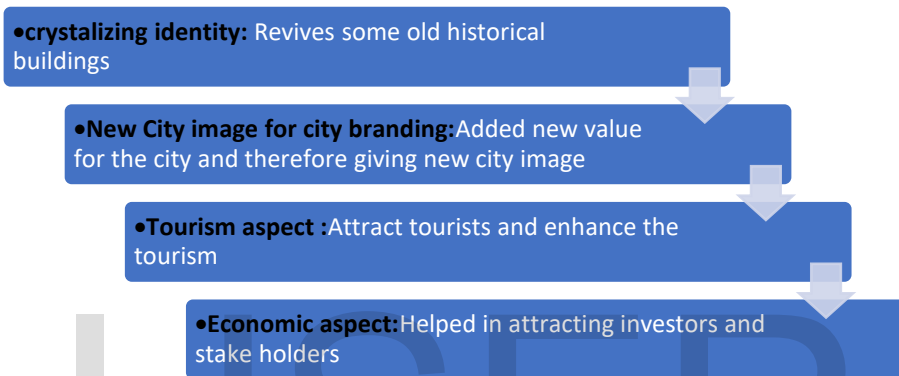 •crystalizing identity: Revives some old historical
buildings
•New City image for city branding:Added new value
for the city and therefore giving new city image
•Tourism aspect :Attract tourists and enhance the
tourism
•Economic aspect:Helped in attracting investors and
stake holders